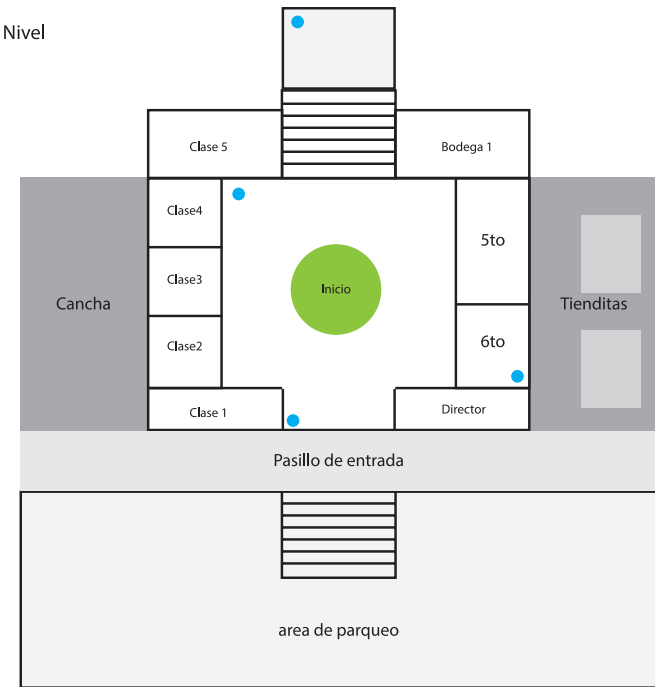 Nivel
Clase 5
Bodega 1
Clase4
5to
Clase3
Inicio
Cancha
Tienditas
Clase2
6to
Clase 1
Director
Pasillo de entrada
area de parqueo